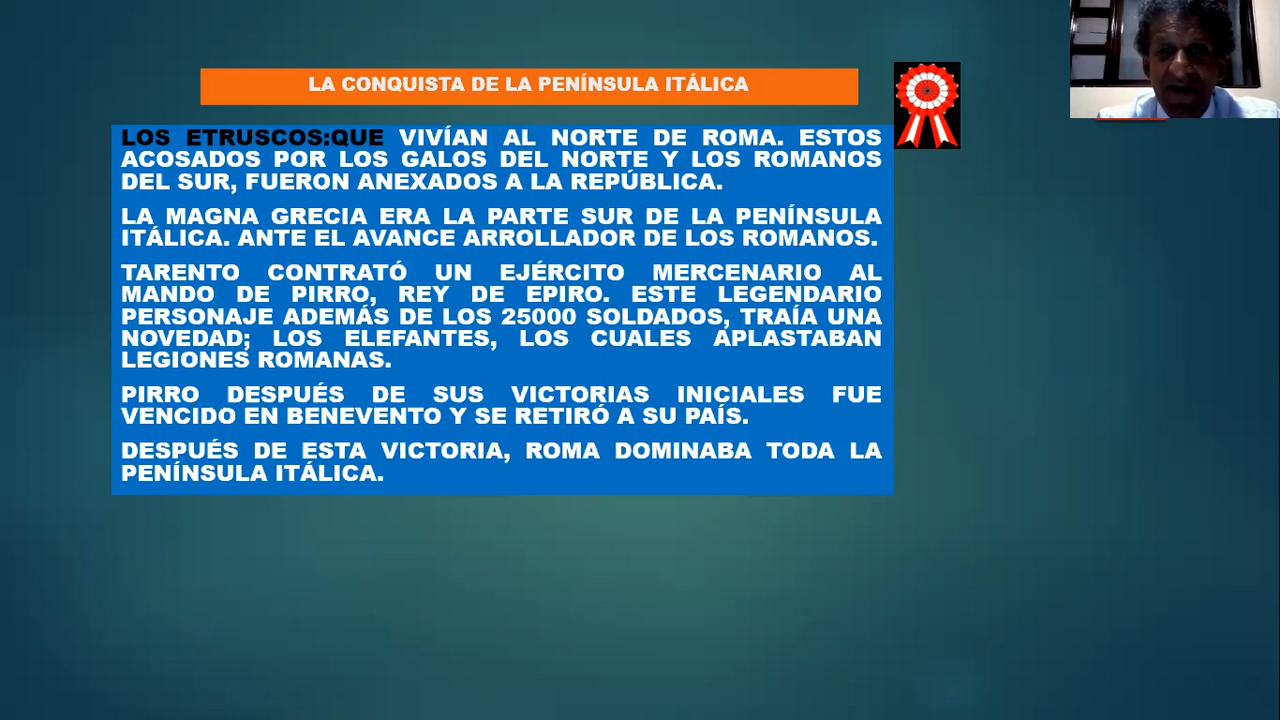 LA CONQUISTA DE LA PENÍNSULA ITÁLICA
LOS ETRUSCOS:QUE VIVÍAN AL NORTE DE ROMA. ESTOS
ACOSADOS POR LOS GALOS DEL NORTE Y LOS ROMANOS
DEL SUR, FUERON ANEXADOS A LA REPÚBLICA.
LA MAGNA GRECIA ERA LA PARTE SUR DE LA PENÍNSULA
ITÁLICA. ANTE EL AVANCE ARROLLADOR DE LOS ROMANOS.
TARENTO CONTRATÓ UN EJÉRCITO MERCENARIO AL
MANDO DE PIRRO, REY DE EPIRO. ESTE LEGENDARIO
PERSONAJE ADEMÁS DE LOS 25000 SOLDADOS, TRAÍA UNA
NOVEDAD; LOS ELEFANTES, LOS CUALES APLASTABAN
LEGIONES ROMANAS.
PIRRO DESPUÉS DE SUS VICTORIAS INICIALES FUE
VENCIDO EN BENEVENTO Y SE RETIRÓ A SU PAÍS.
DESPUÉS DE ESTA VICTORIA, ROMA DOMINABA TODA LA
PENÍNSULA ITÁLICA.